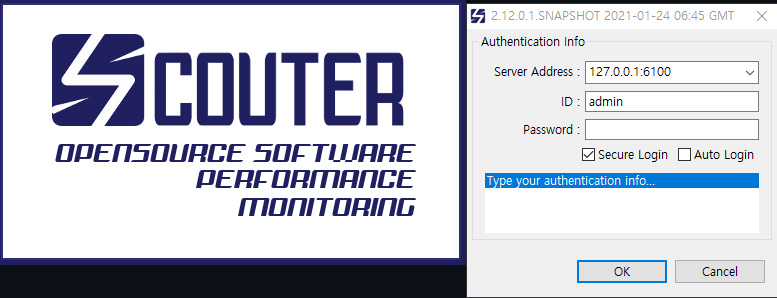 SCOUTER
OPENSOURCE SOFTWARE
PERFORMANCE
MONITORING
2.12.0.1.SNAPSHOT 2021-01-24 06:45 GMT
Authentication Info
Server Address : 127.0.0.1:6100
ID : admin
Password :
Secure Login Auto Login
Type your authentication info...
OK Cancel